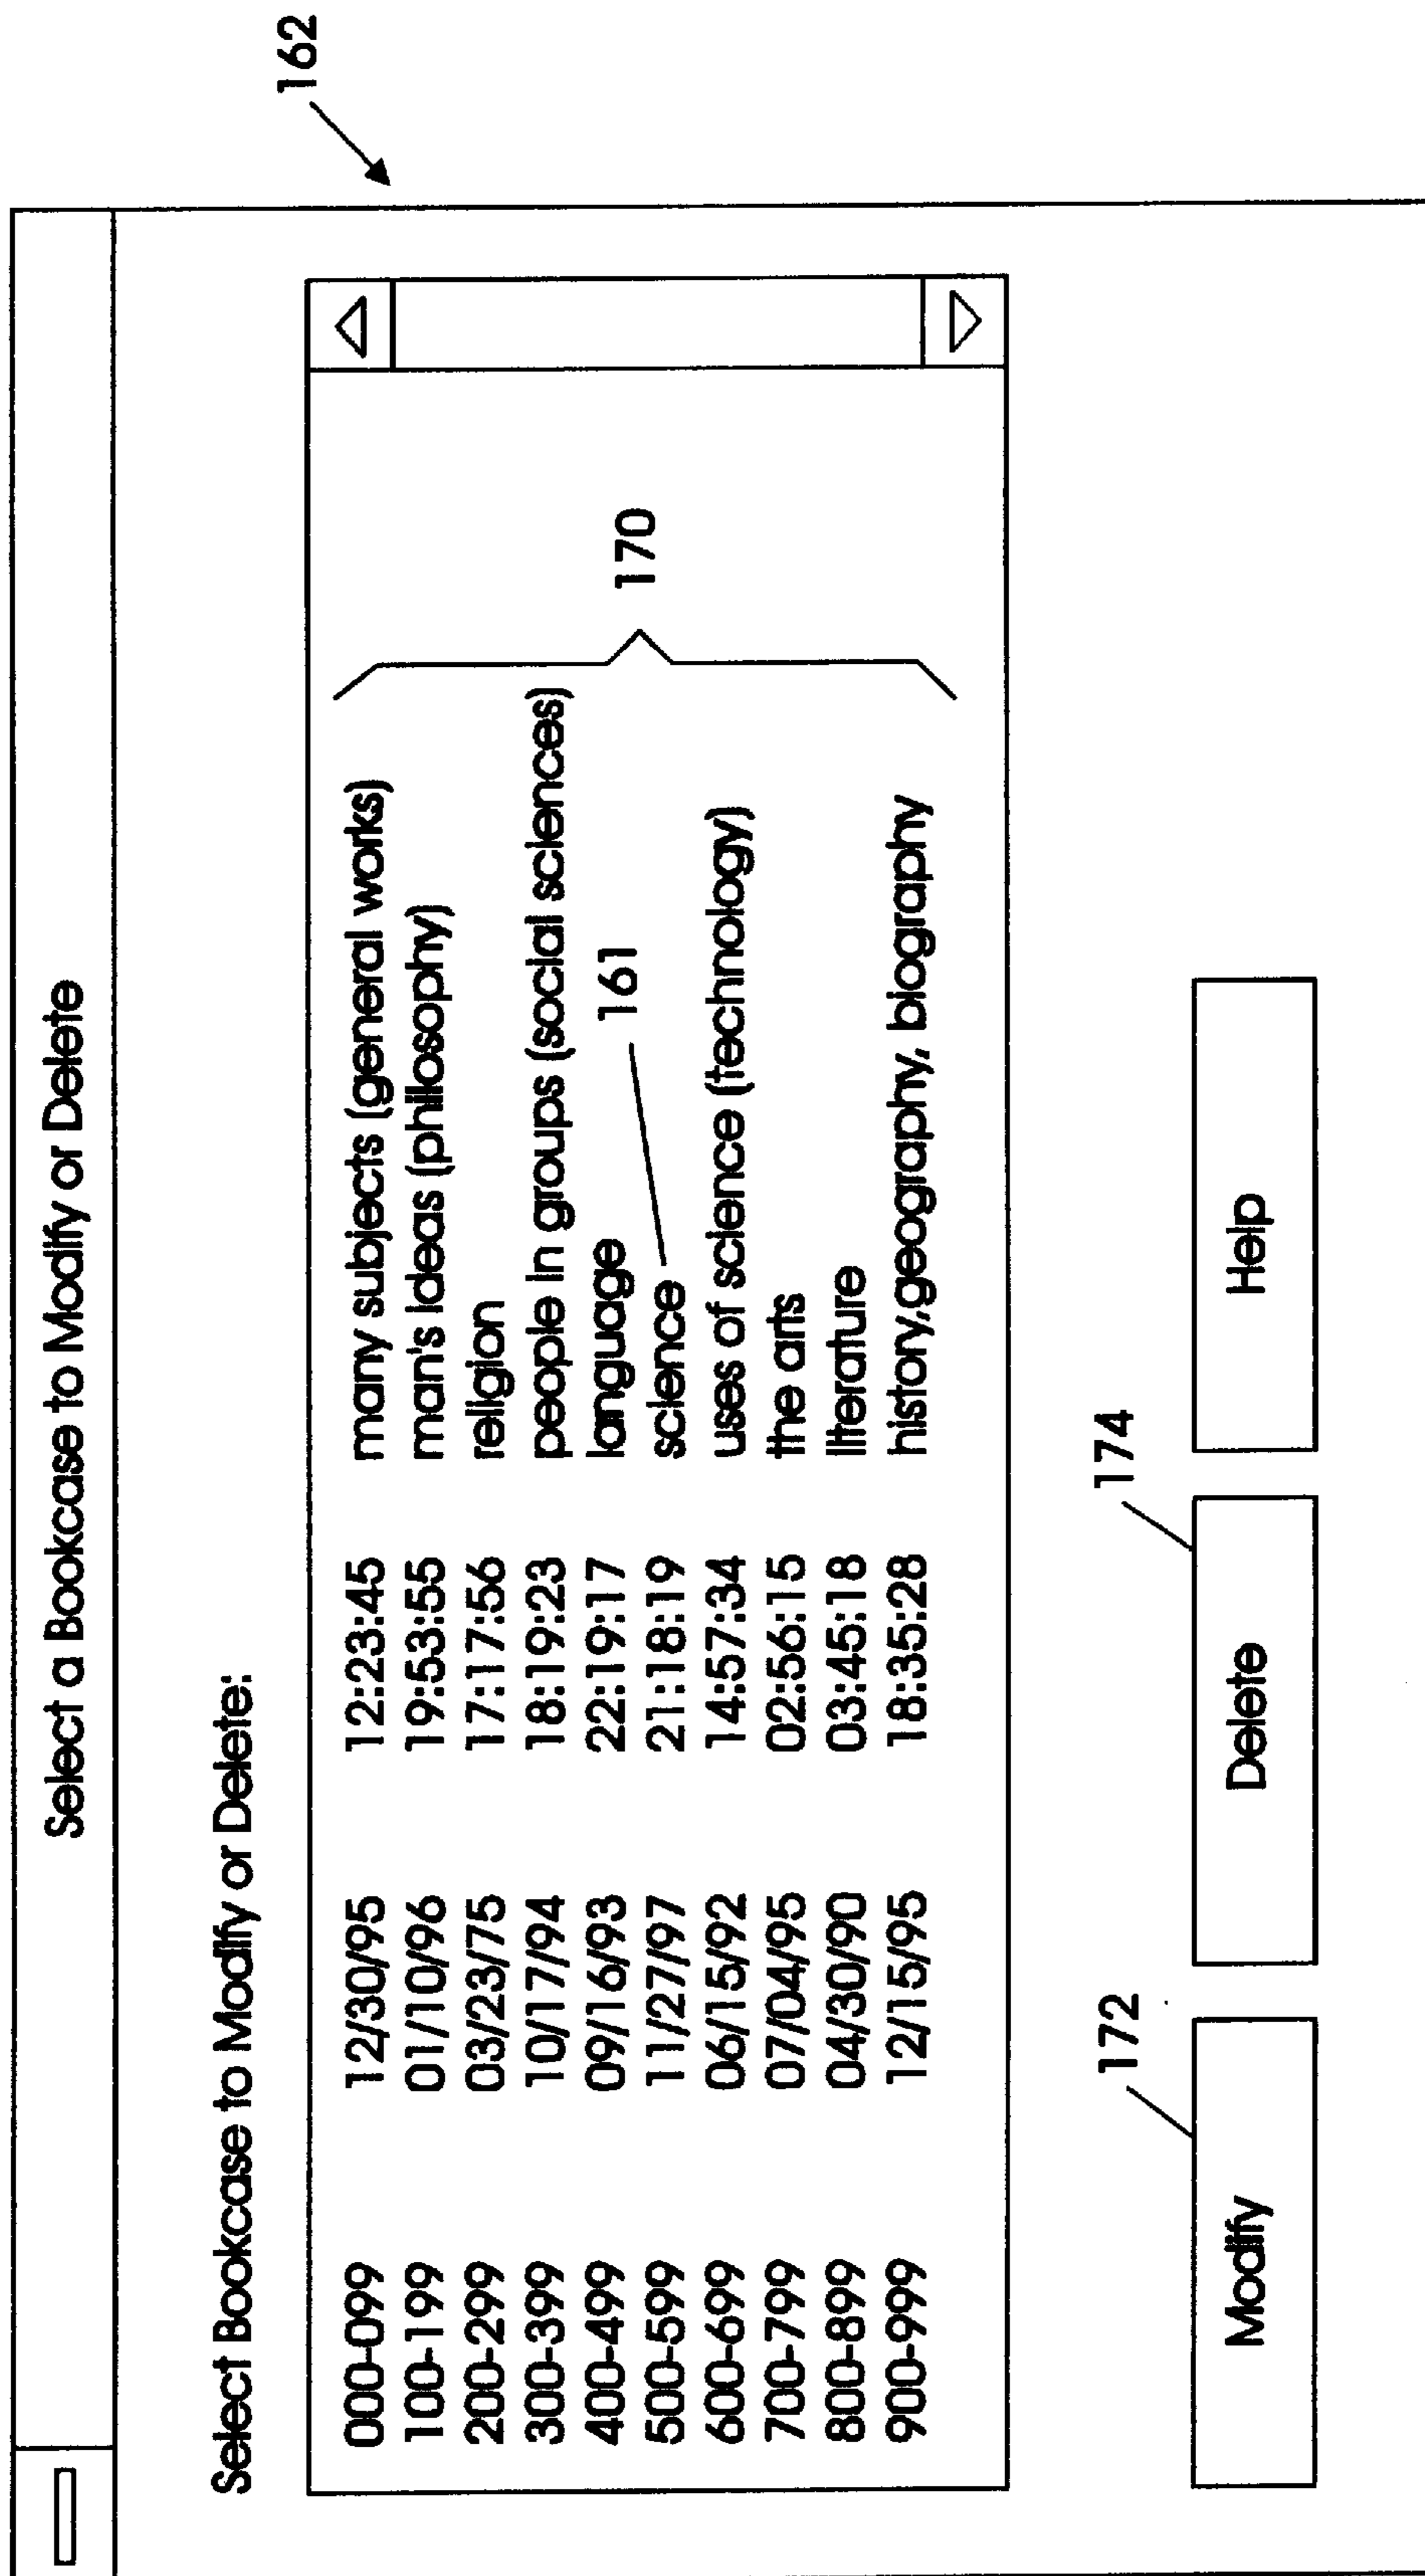 Select a Bookcase to Modify or Delete
162
Select Bookcase to Modify or Delete:
000-099 12/30/95 12:23:45 many subjects (general works)
100-199 01/10/96 19:53:55 man's ideas (philosophy)
200-299 03/23/75 17:17:56 religion
300-399 10/17/94 18:19:23 people in groups (social sciences)
400-499 09/16/93 22:19:17 language 161 170
500-599 11/27/97 21:18:19 science
600-699 06/15/92 14:57:34 uses of science (technology)
700-799 07/04/95 02:56:15 the arts
800-899 04/30/90 03:45:18 literature
900-999 12/15/95 18:35:28 history,geography, biography
172 174
Modify Delete Help